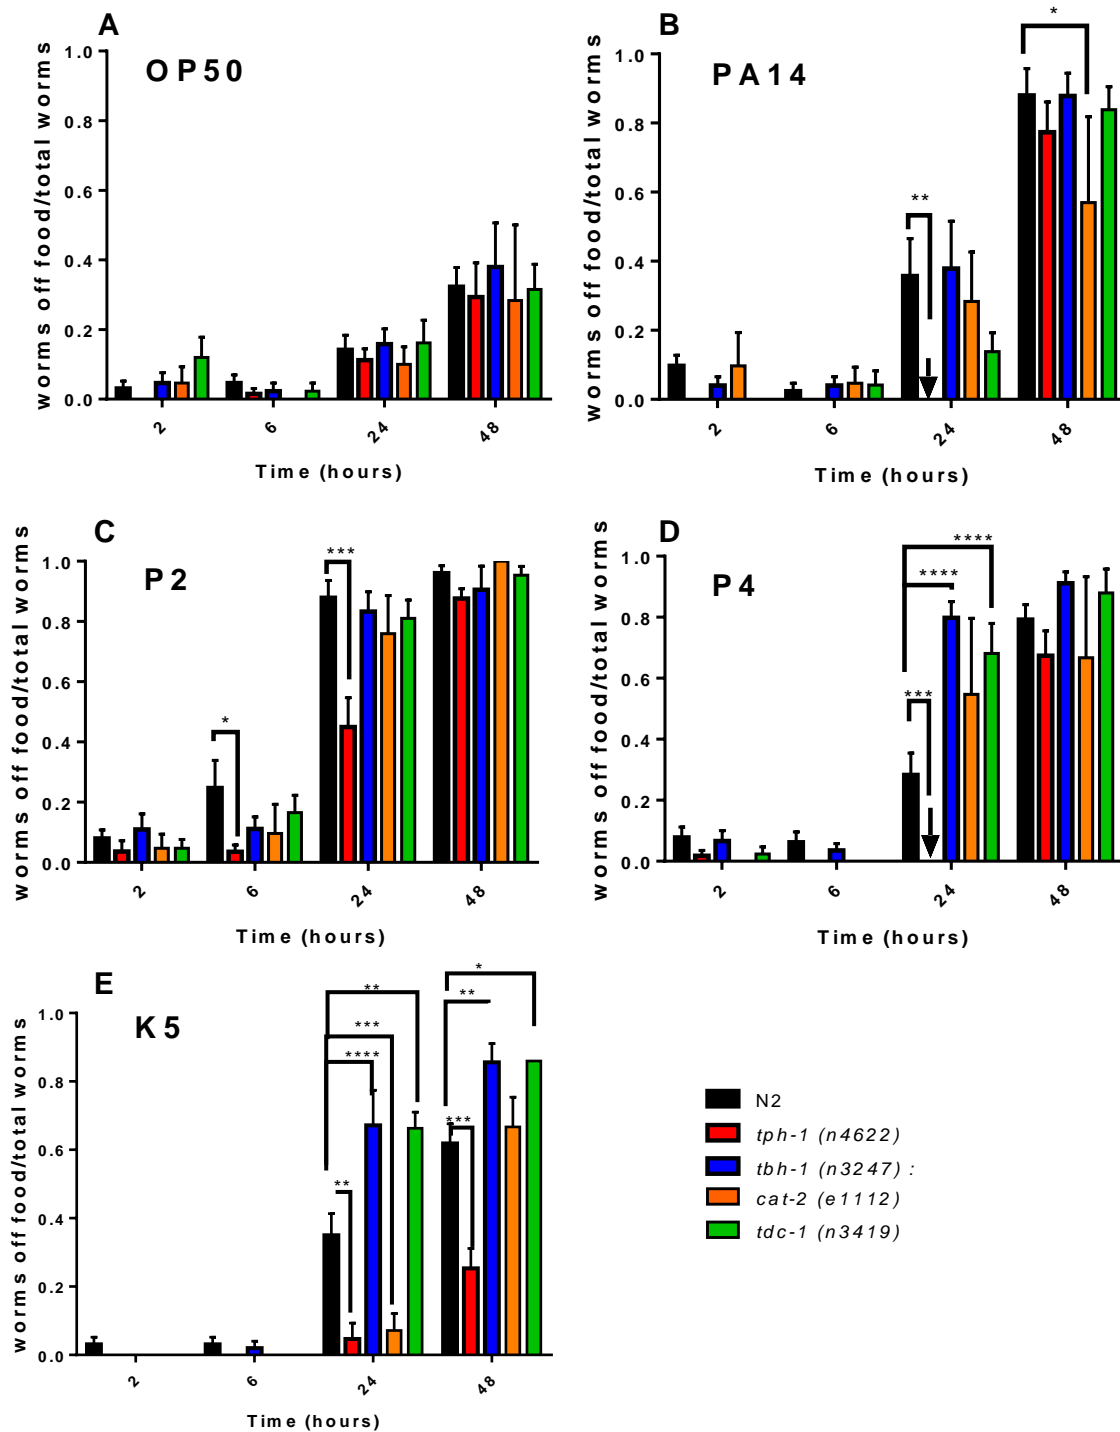 A
OP50
worms off food/total worms
1.0
0.8
0.6
0.4
0.2
0.0
2
6
24
48
Time (hours)
B
PA14
worms off food/total worms
1.0
0.8
0.6
0.4
0.2
0.0
**
*
2
6
24
48
Time (hours)
C
P2
worms off food/total worms
1.0
0.8
0.6
0.4
0.2
0.0
*
***
2
6
24
48
Time (hours)
D
P4
worms off food/total worms
1.0
0.8
0.6
0.4
0.2
0.0
****
****
***
2
6
24
48
Time (hours)
E
K5
worms off food/total worms
1.0
0.8
0.6
0.4
0.2
0.0
**
***
****
**
*
**
***
2
6
24
48
Time (hours)
N2
tph-1 (n4622)
tbh-1 (n3247) :
cat-2 (e1112)
tdc-1 (n3419)